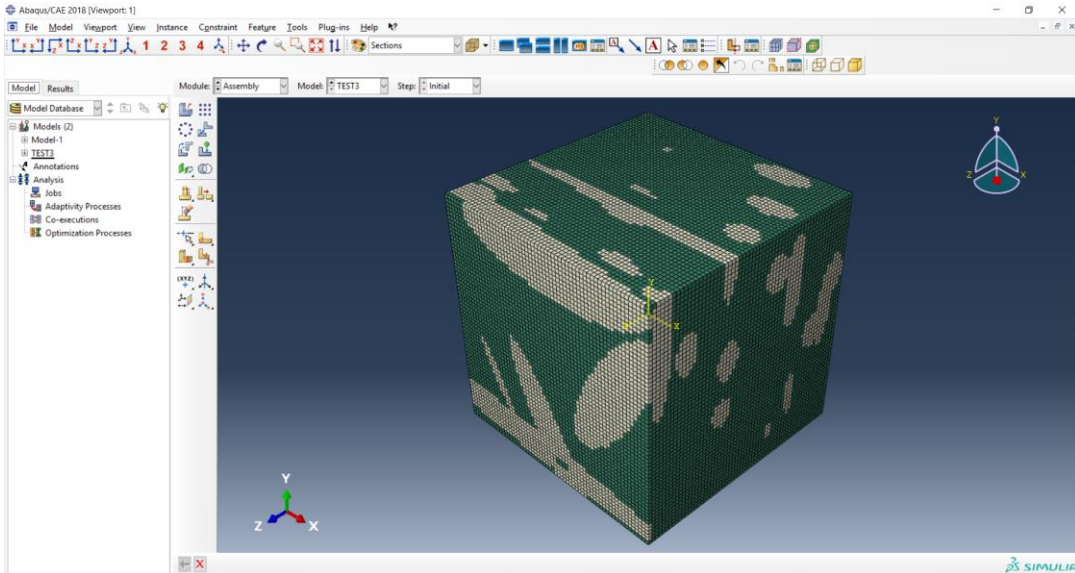 Abaqus/CAE 2018 [Viewport: 1]
File Model Viewport View Instance Constraint Feature Tools Plug-ins Help
1 2 3 4 Sections A
Model Results Module: Assembly Model: TEST3 Step: Initial
Model Database
Models (2)
Model-1
TEST3
Annotations
Analysis
Jobs
Adaptivity Processes
Co-executions
Optimization Processes
(XYZ)
Y
Z X
Y
X
Y
Z X
SIMULIA